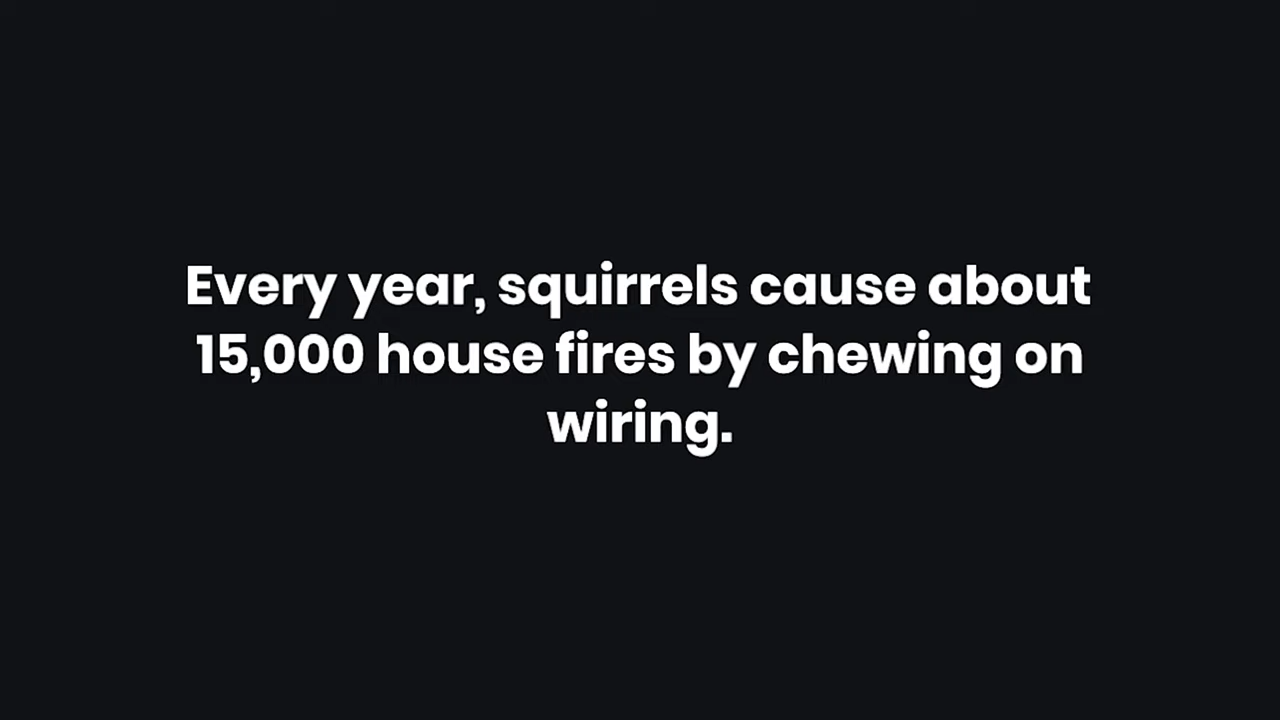 Every year, squirrels cause about
15,000 house fires by chewing on
wiring.